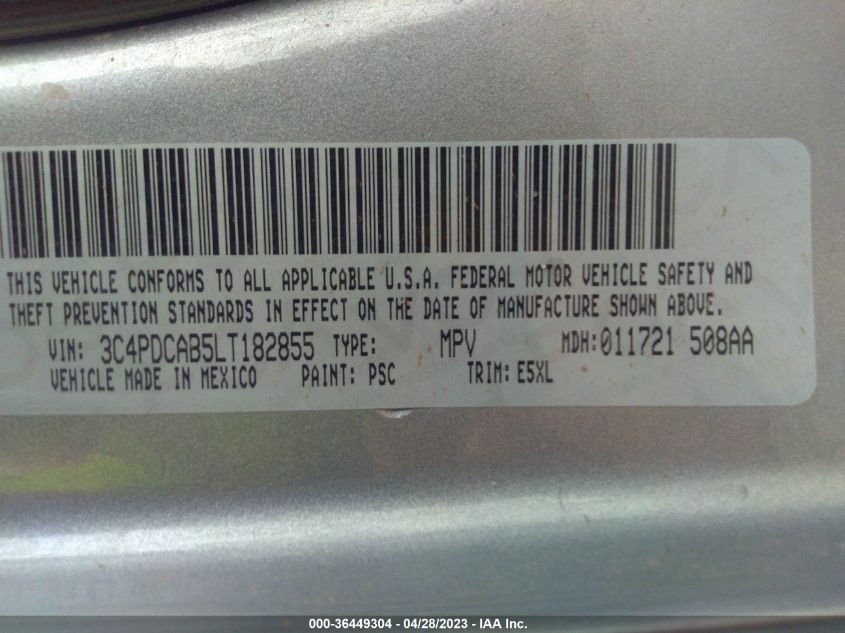 THIS VEHICLE CONFORMS TO ALL APPLICABLE U.S.A. FEDERAL MOTOR VEHICLE SAFETY AND
THEFT PREVENTION STANDARDS IN EFFECT ON THE DATE OF MANUFACTURE SHOWN ABOVE.
VIN: 3C4PDCAB5LT182855 TYPE: MPV MDH:011721 508AA
VEHICLE MADE IN MEXICO PAINT: PSC TRIM: E5XL
000-36449304 - 04/28/2023 - IAA Inc.